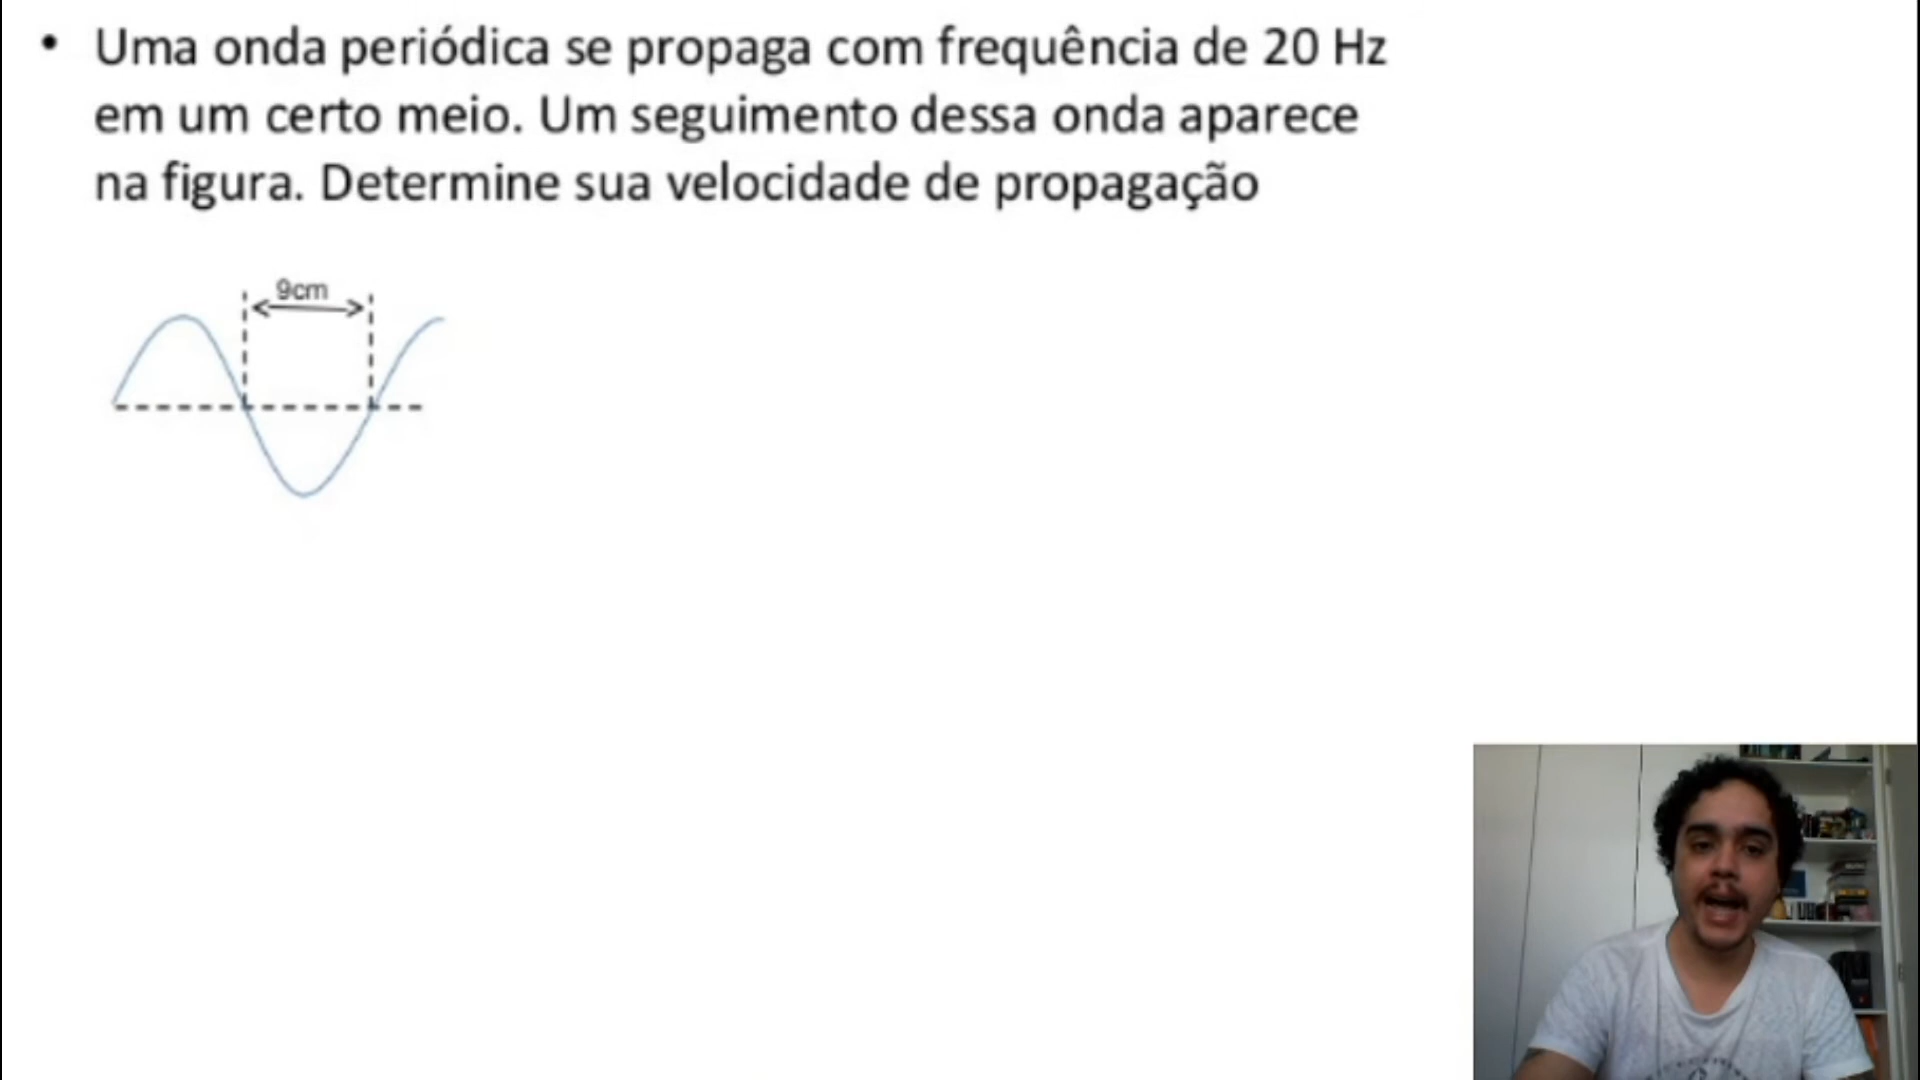 • Uma onda periódica se propaga com frequência de 20 Hz
em um certo meio. Um seguimento dessa onda aparece
na figura. Determine sua velocidade de propagação
9cm